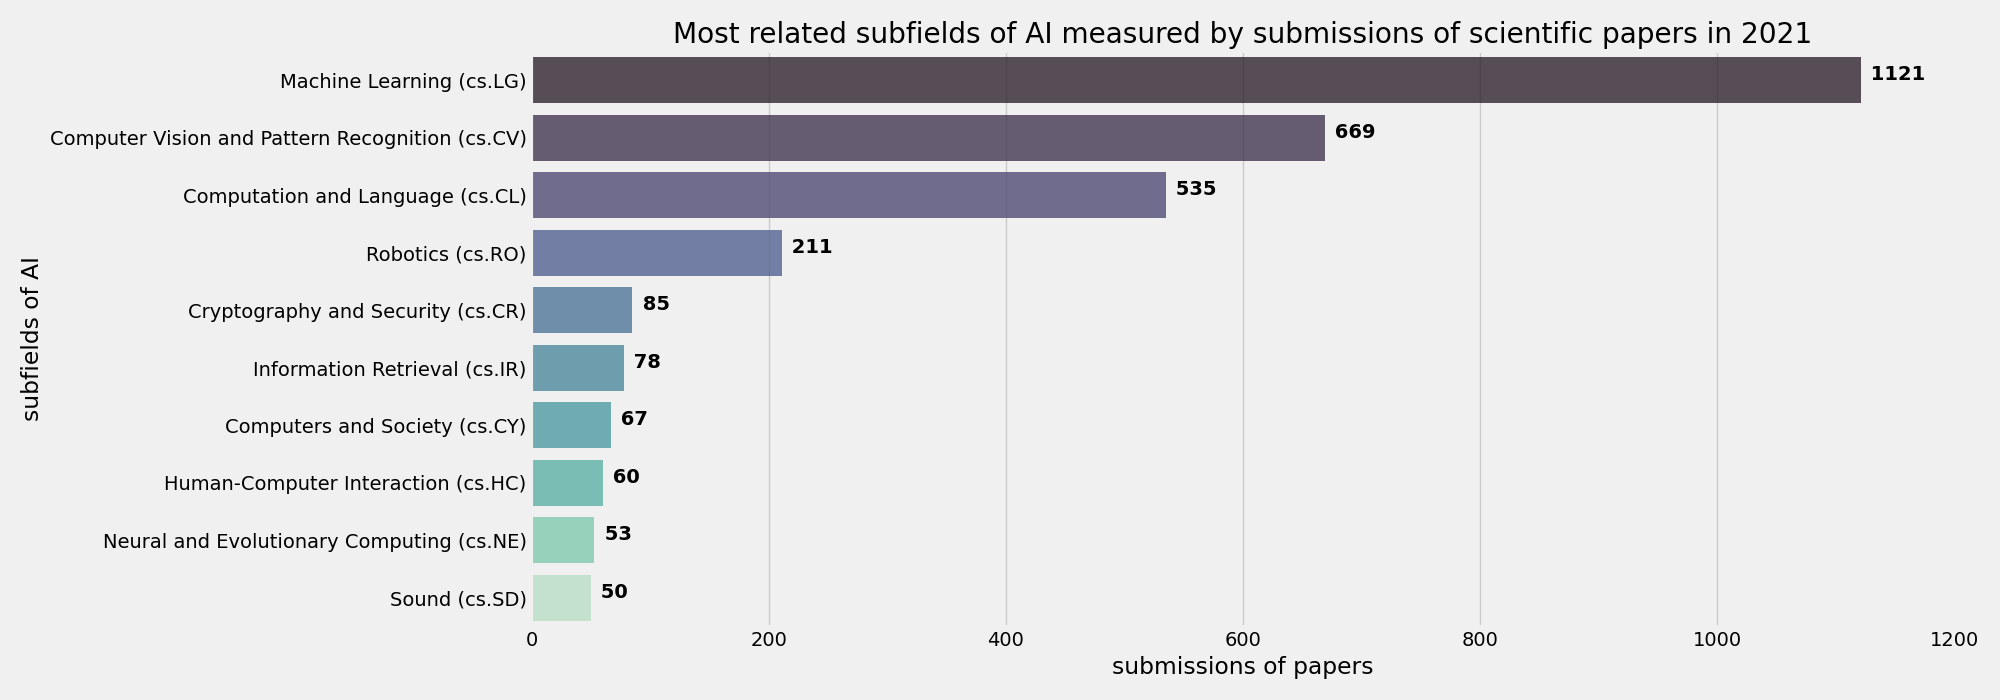 Most related subfields of AI measured by submissions of scientific papers in 2021
Machine Learning (cs.LG) 1121
Computer Vision and Pattern Recognition (cs.CV) 669
Computation and Language (cs.CL) 535
Robotics (cs.RO) 211
Cryptography and Security (cs.CR) 85
Information Retrieval (cs.IR) 78
Computers and Society (cs.CY) 67
Human-Computer Interaction (cs.HC) 60
Neural and Evolutionary Computing (cs.NE) 53
Sound (cs.SD) 50
subfields of AI
0 200 400 600 800 1000 1200
submissions of papers